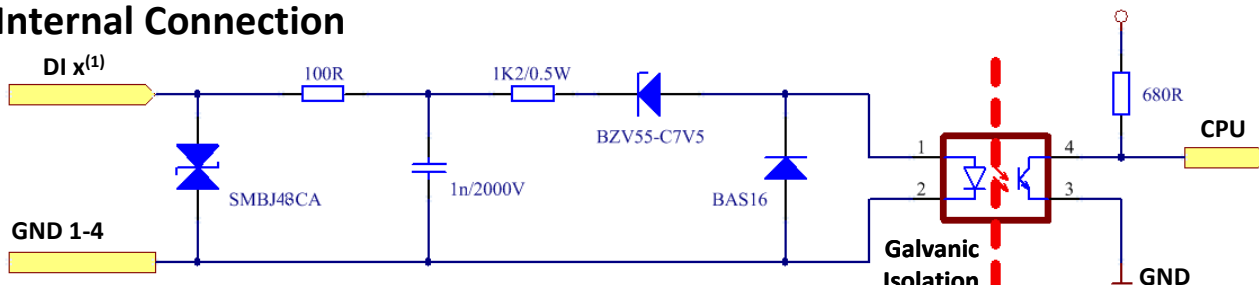 Internal Connection
DI x(1)
100R
1K2/0.5W
680R
BZV55-C7V5
CPU
1
4
1n/2000V
SMBJ48CA
BAS16
2
3
GND 1-4
Galvanic
Isolation
GND